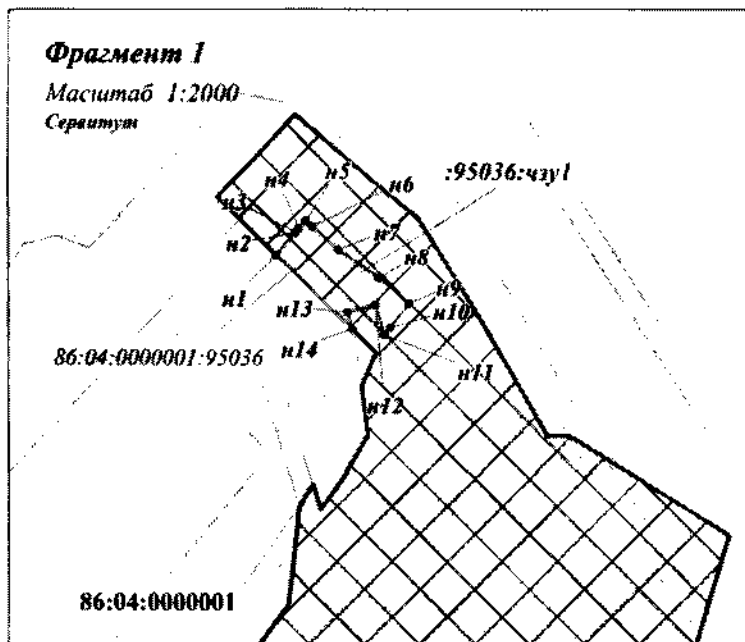 Фрагмент 1
Масштаб 1:2000
Сервитут
:95036:чзу1
н5
н4
н6
н3
н7
н2
н8
н1
н9
н13
н10
н14
86:04:0000001:95036
н11
н12
86:04:0000001